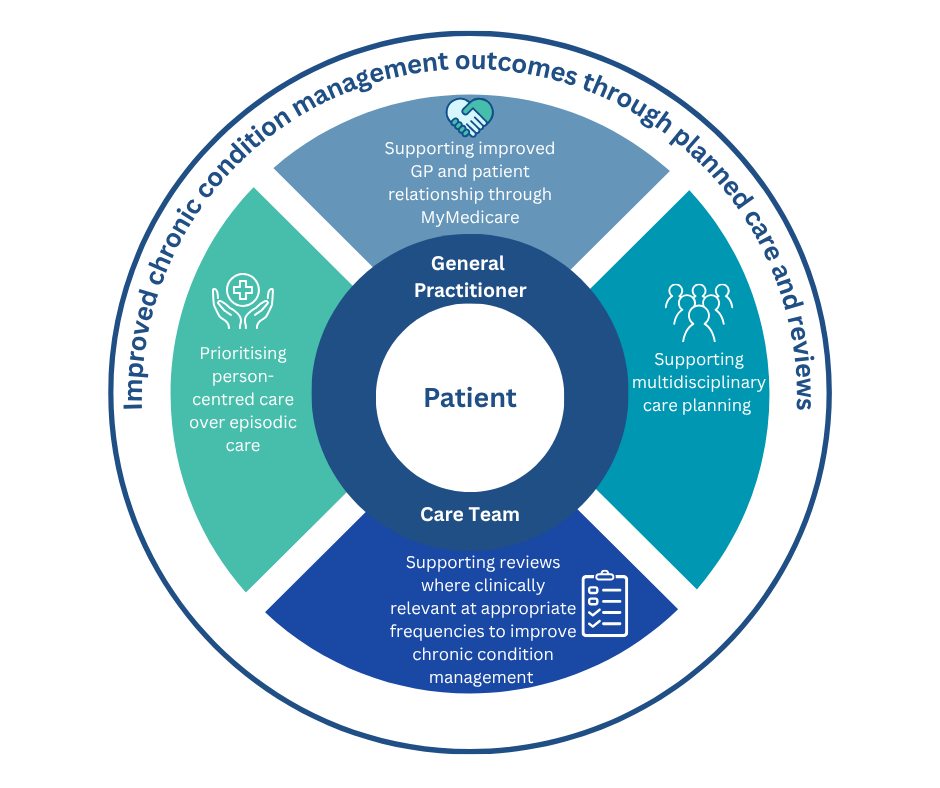 Improved chronic condition management outcomes through planned care and reviews
Supporting improved
GP and patient
relationship through
MyMedicare
General
Practitioner
Prioritising
person-
centred care
over episodic
care
Patient
Supporting
multidisciplinary
care planning
Care Team
Supporting reviews
where clinically
relevant at appropriate
frequencies to improve
chronic condition
management